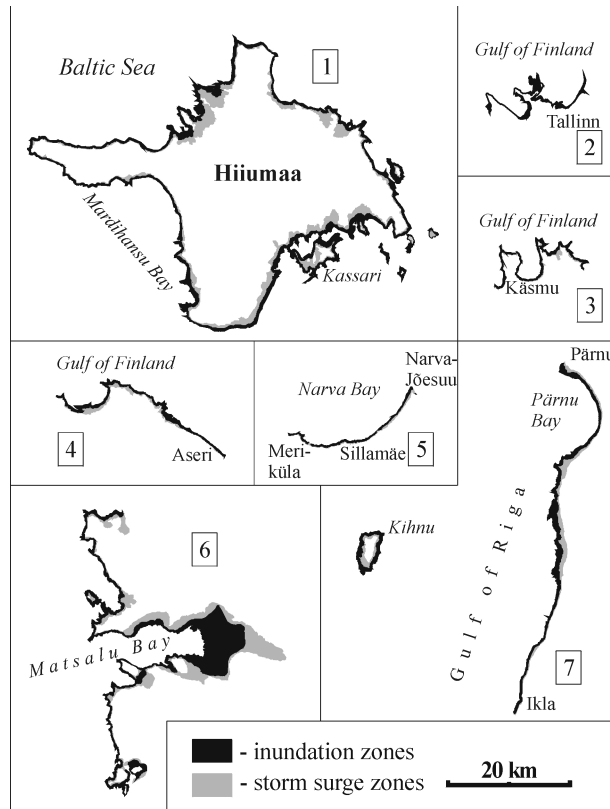 Baltic Sea
1
Hiiumaa
Mardihansu Bay
Kassari
Gulf of Finland
Tallinn
2
Gulf of Finland
Käsmu
3
Gulf of Finland
4
Aseri
Narva Bay
Narva-
Jõesuu
Meri-
küla
Sillamäe
5
6
Matsalu Bay
Pärnu
Pärnu
Bay
Kihnu
Gulf of Riga
7
Ikla
- inundation zones
- storm surge zones
20 km